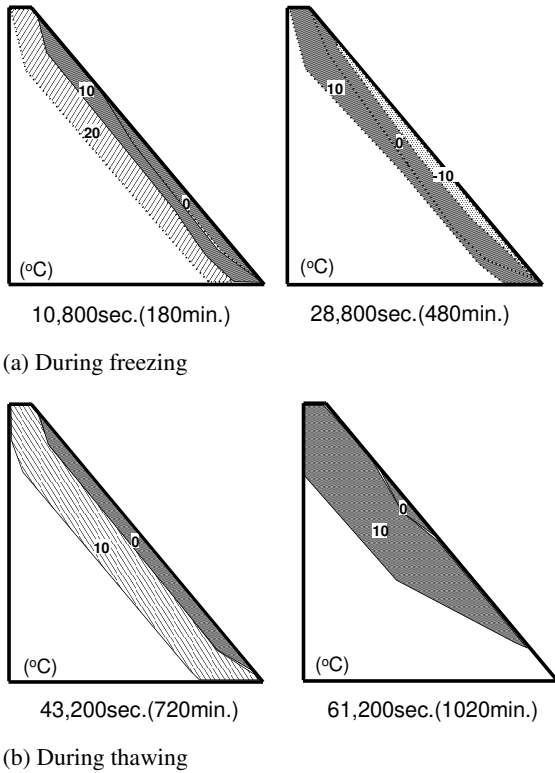 10
20
0
(°C)
10,800sec.(180min.)
10
0
-10
(°C)
28,800sec.(480min.)
(a) During freezing
10
0
(°C)
43,200sec.(720min.)
0
10
(°C)
61,200sec.(1020min.)
(b) During thawing